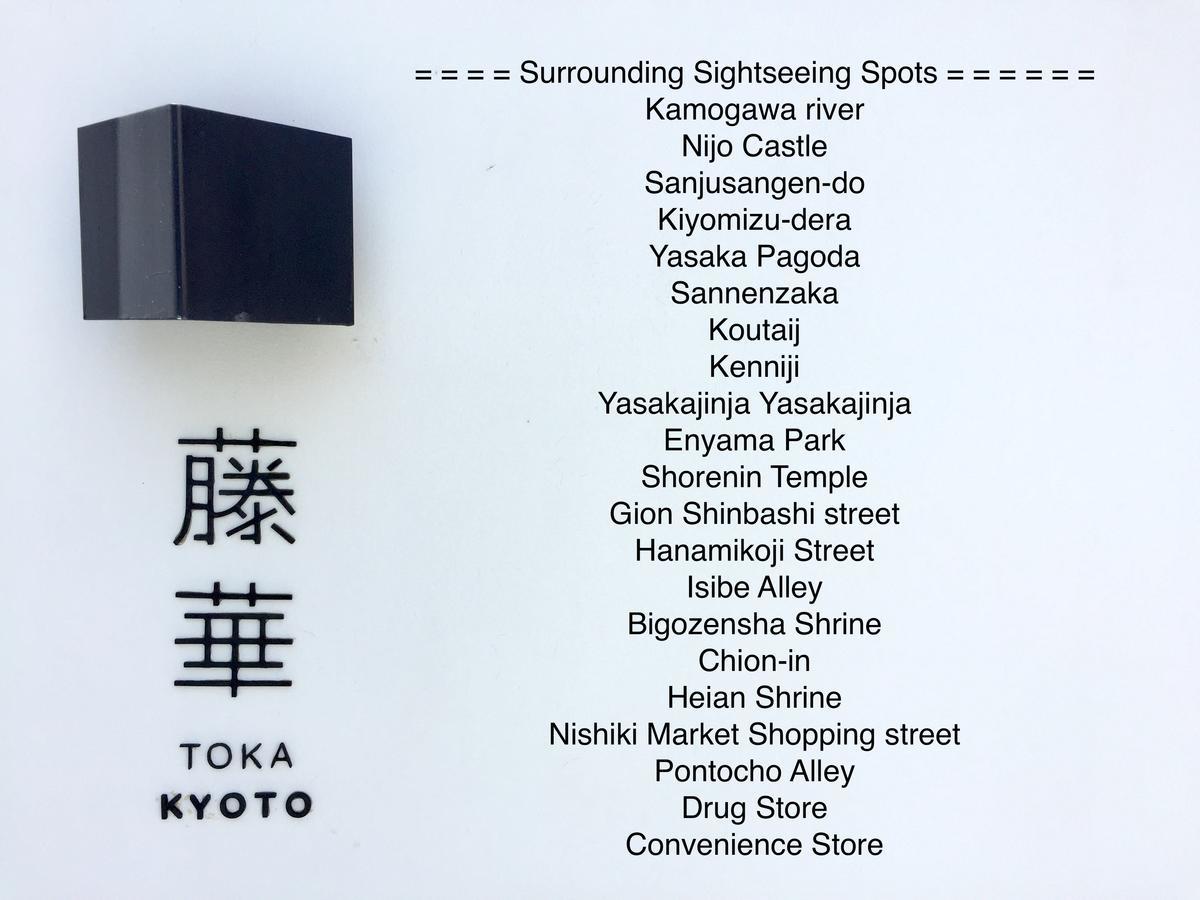 藤
華
TOKA
KYOTO
= = = = Surrounding Sightseeing Spots = = = = = =
Kamogawa river
Nijo Castle
Sanjusangen-do
Kiyomizu-dera
Yasaka Pagoda
Sannenzaka
Koutaij
Kenniji
Yasakajinja Yasakajinja
Enyama Park
Shorenin Temple
Gion Shinbashi street
Hanamikoji Street
Isibe Alley
Bigozensha Shrine
Chion-in
Heian Shrine
Nishiki Market Shopping street
Pontocho Alley
Drug Store
Convenience Store